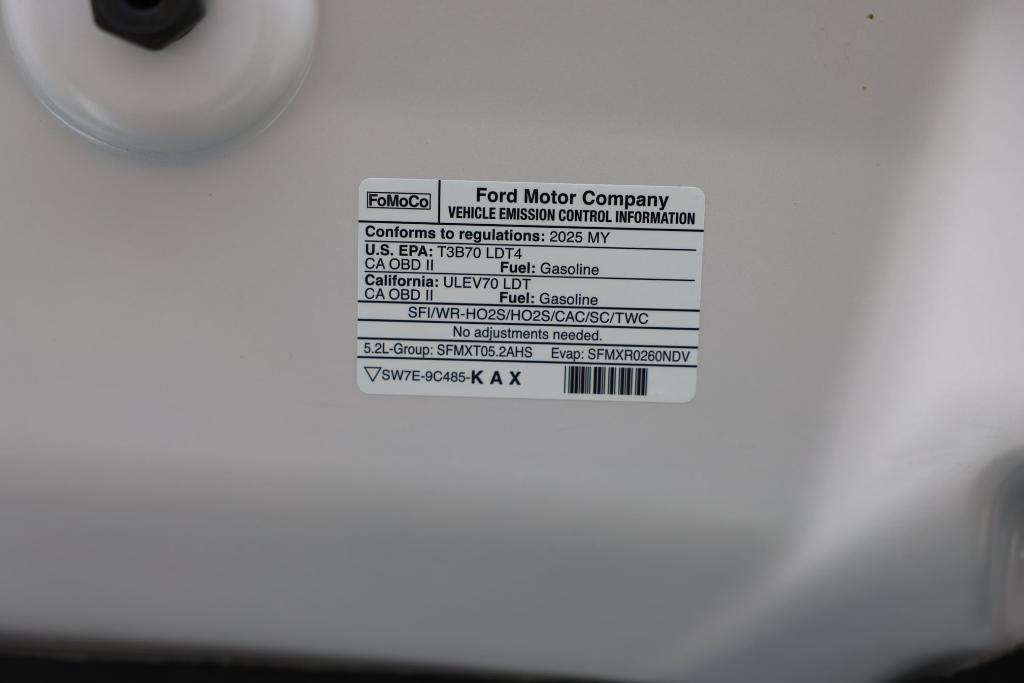 FoMoCo
Ford Motor Company
VEHICLE EMISSION CONTROL INFORMATION
Conforms to regulations: 2025 MY
U.S. EPA: T3B70 LDT4
CA OBD II Fuel: Gasoline
California: ULEV70 LDT
CA OBD II Fuel: Gasoline
SFI/WR-HO2S/HO2S/CAC/SC/TWC
No adjustments needed.
5.2L-Group: SFMXT05.2AHS Evap: SFMXR0260NDV
SW7E-9C485-KAX